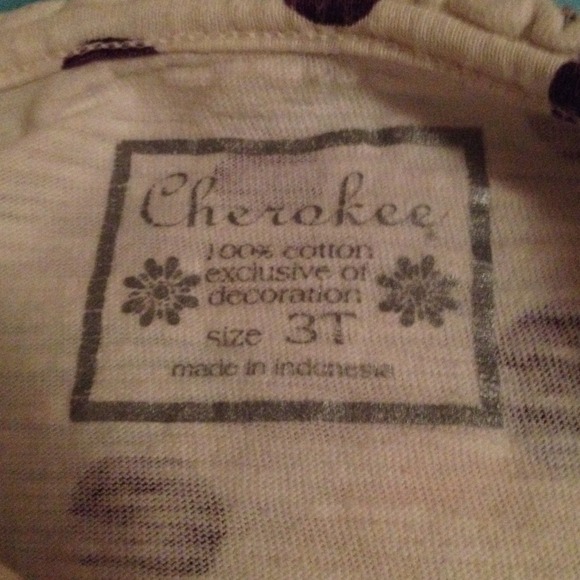 Cherokee
100% cotton
exclusive of
decoration
size 3T
made in indonesia